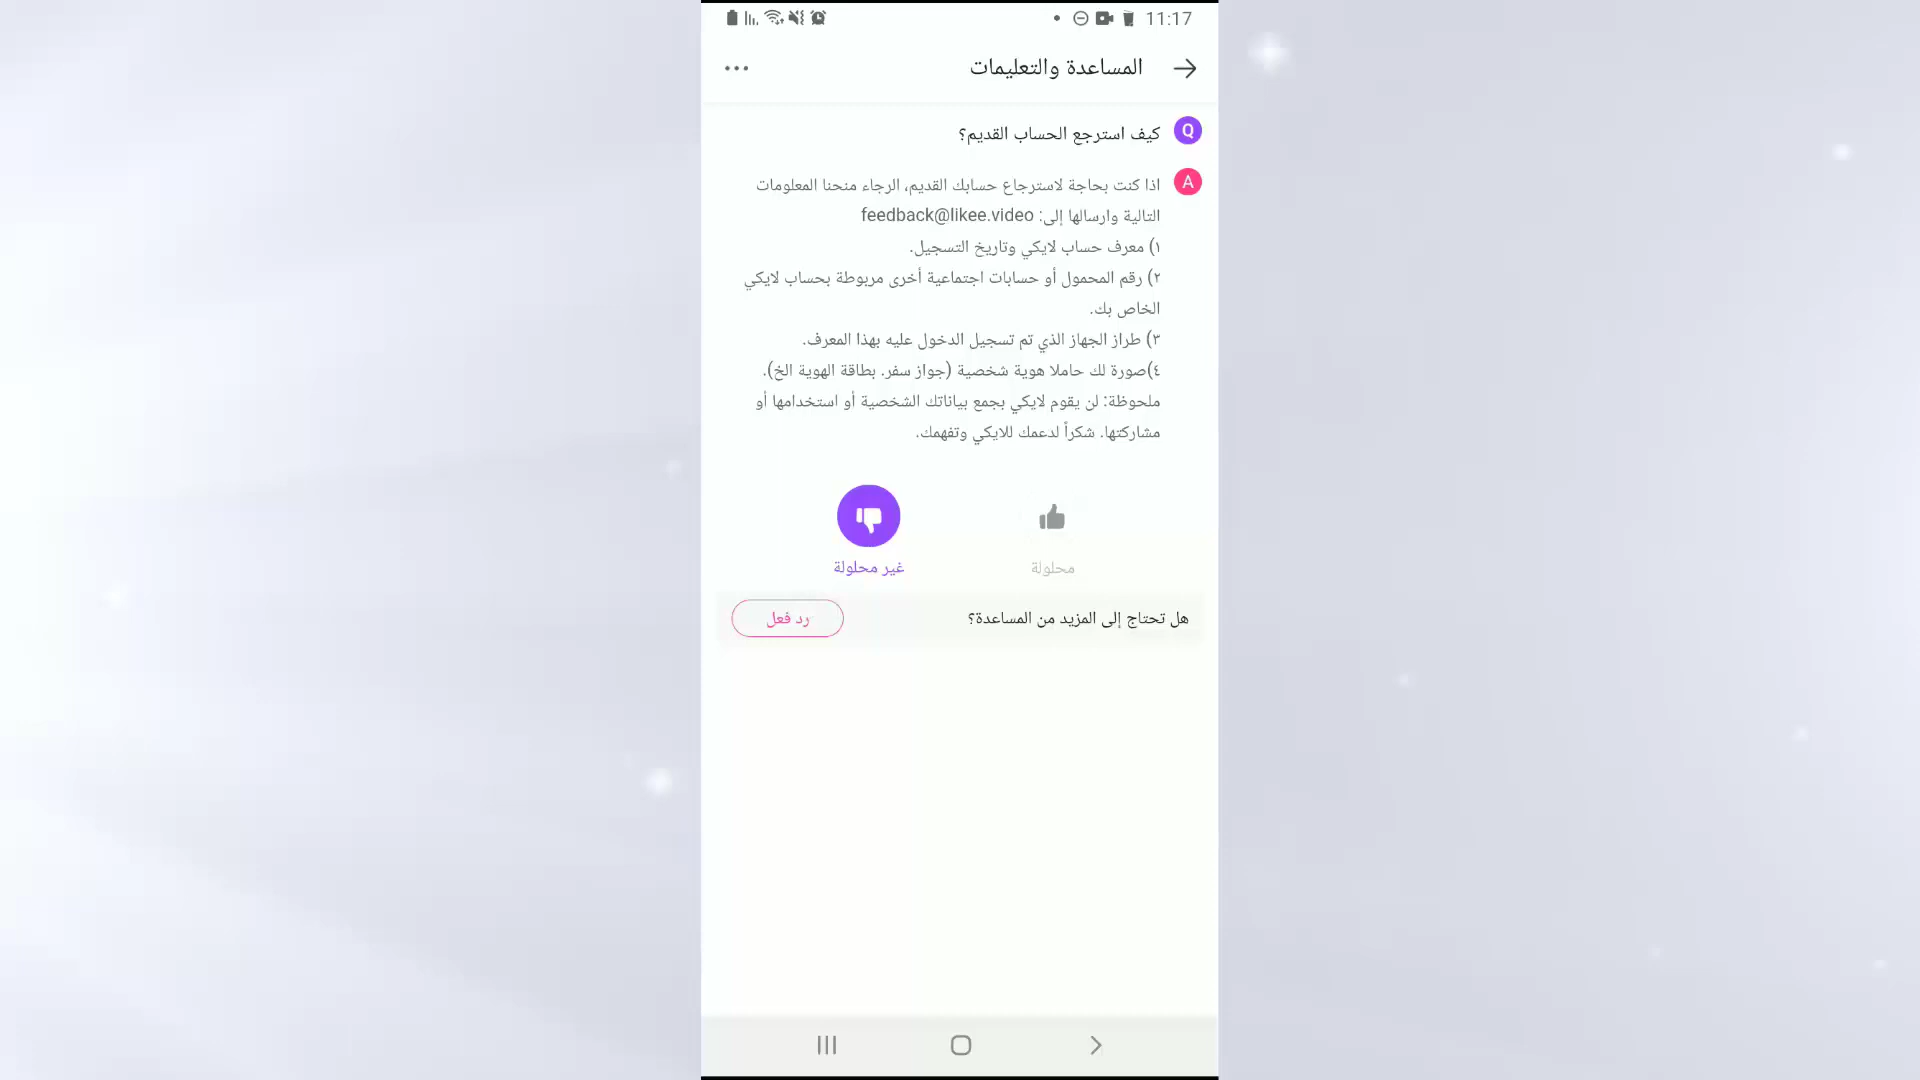 11:17
المساعدة والتعليمات
Q
كيف استرجع الحساب القديم؟
A
اذا كنت بحاجة لاسترجاع حسابك القديم، الرجاء منحنا المعلومات
التالية وارسالها إلى: feedback@likee.video
١) معرف حساب لايكي وتاريخ التسجيل.
٢) رقم المحمول أو حسابات اجتماعية أخرى مربوطة بحساب لايكي
الخاص بك.
٣) طراز الجهاز الذي تم تسجيل الدخول عليه بهذا المعرف.
٤)صورة لك حاملا هوية شخصية (جواز سفر. بطاقة الهوية الخ).
ملحوظة: لن يقوم لايكي بجمع بياناتك الشخصية أو استخدامها أو
مشاركتها. شكراً لدعمك للايكي وتفهمك.
محلولة
غير محلولة
هل تحتاج إلى المزيد من المساعدة؟
رد فعل